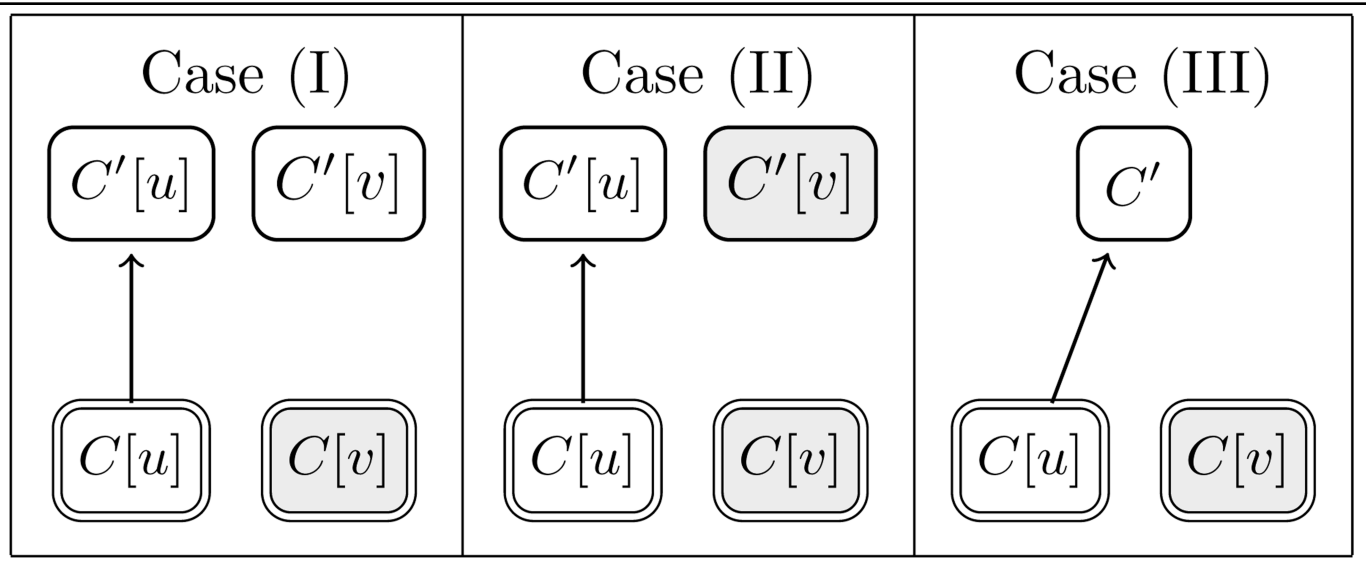 Case (I)
C′[u] C′[v]
C[u] C[v]
Case (II)
C′[u] C′[v]
C[u] C[v]
Case (III)
C′
C[u] C[v]